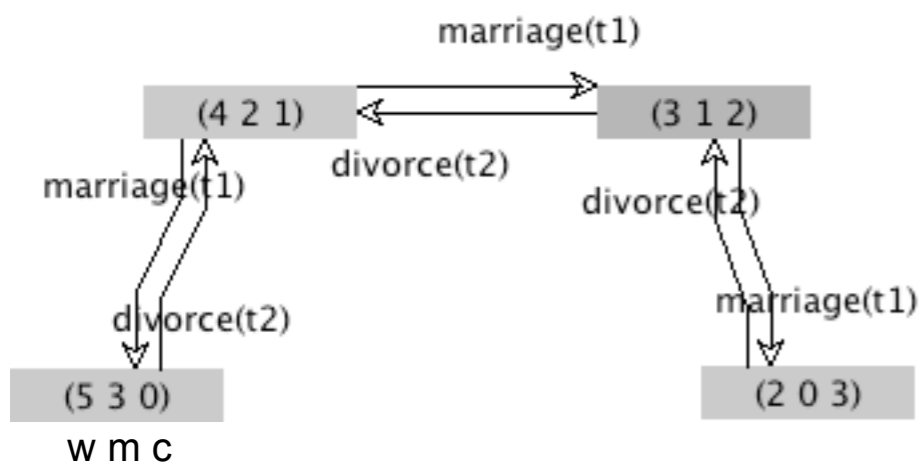 marriage(t1)
(4 2 1)
(3 1 2)
divorce(t2)
marriage(t1)
divorce(t2)
divorce(t2)
marriage(t1)
(5 3 0)
(2 0 3)
w m c